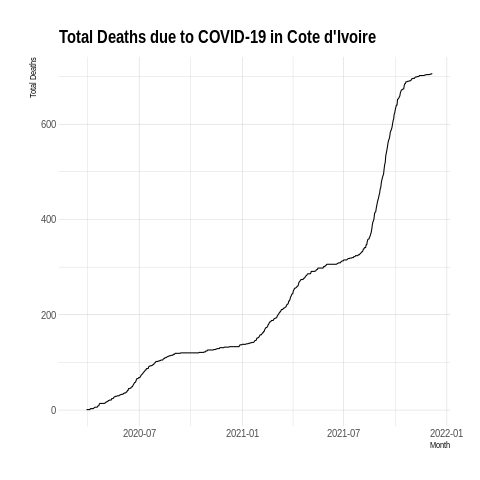 Total Deaths due to COVID-19 in Cote d'Ivoire
Total Deaths
600
400
200
0
2020-07 2021-01 2021-07 2022-01
Month